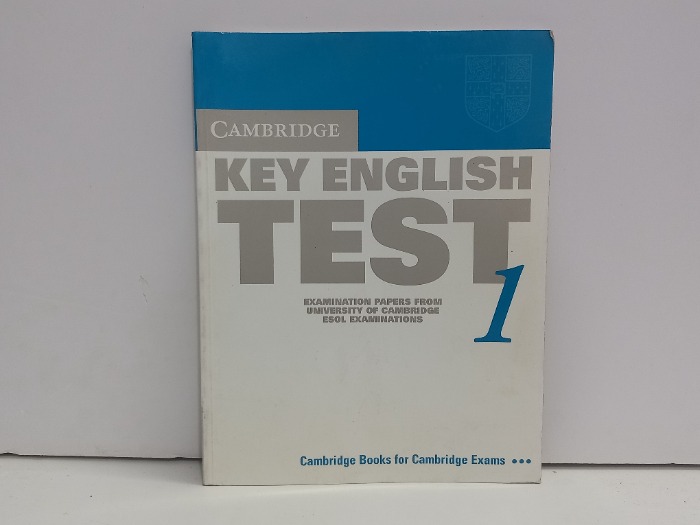 CAMBRIDGE
KEY ENGLISH
TEST
1
EXAMINATION PAPERS FROM
UNIVERSITY OF CAMBRIDGE
ESOL EXAMINATIONS
Cambridge Books for Cambridge Exams •••